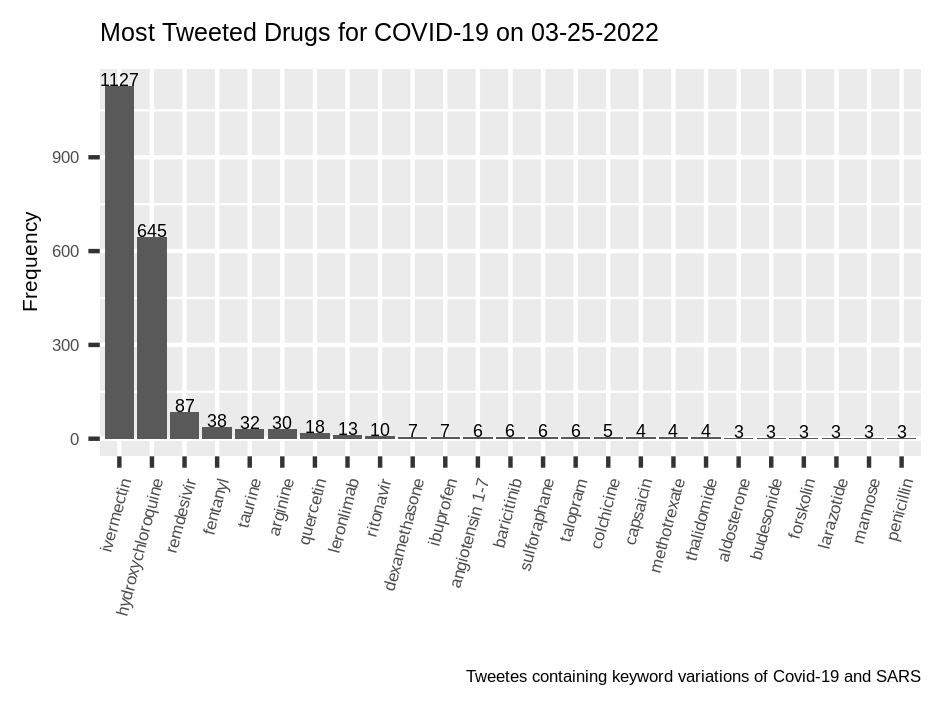 Most Tweeted Drugs for COVID-19 on 03-25-2022
1127
900
645
600
Frequency
300
87
38
32
30
18
13
10
7
7
6
6
6
6
5
4
4
4
3
3
3
3
3
3
0
ivermectin
hydroxychloroquine
remdesivir
fentanyl
taurine
arginine
quercetin
leronlimab
ritonavir
dexamethasone
ibuprofen
angiotensin 1-7
baricitinib
sulforaphane
talopram
colchicine
capsaicin
methotrexate
thalidomide
aldosterone
budesonide
forskolin
larazotide
mannose
penicillin
Tweetes containing keyword variations of Covid-19 and SARS